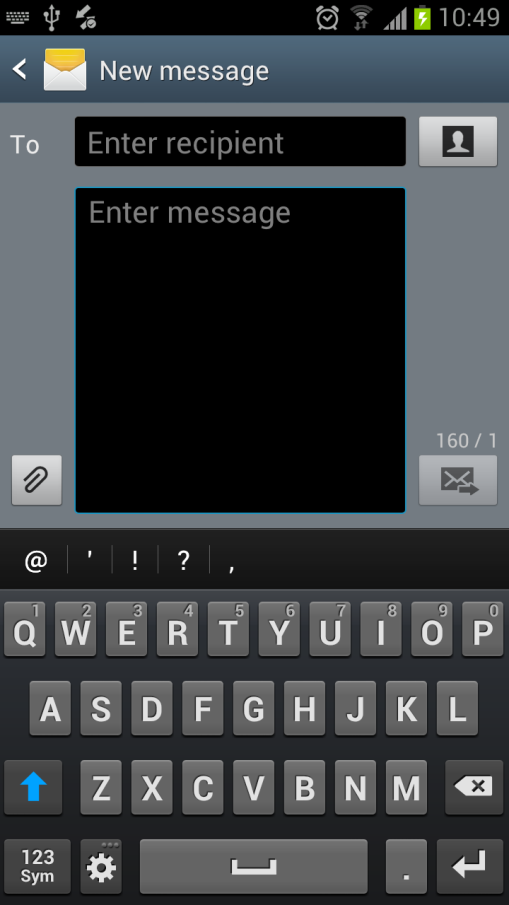 10:49
New message
To Enter recipient
Enter message
160 / 1
@ ' ! ? ,
1 2 3 4 5 6 7 8 9 0
Q W E R T Y U I O P
A S D F G H J K L
Z X C V B N M
123
Sym .